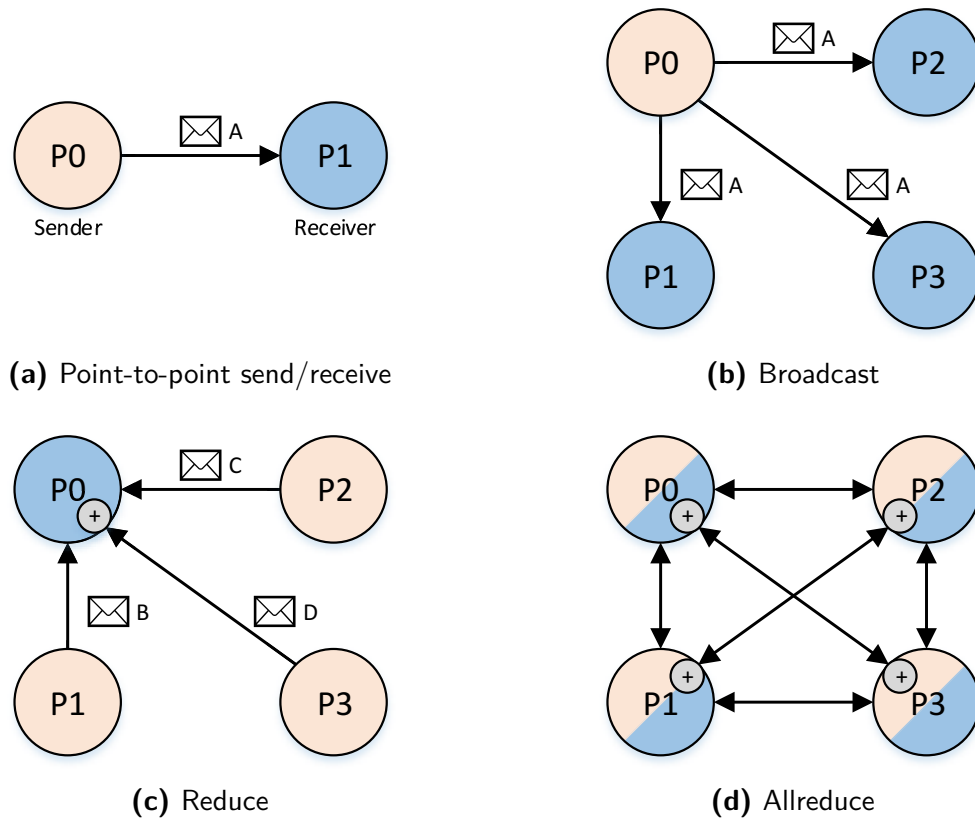 P0
A
P1
Sender
Receiver
(a) Point-to-point send/receive
P0
A
P2
A
A
P1
P3
(b) Broadcast
P0
+
C
P2
B
D
P1
P3
(c) Reduce
P0
+
P2
+
P1
+
P3
+
(d) Allreduce